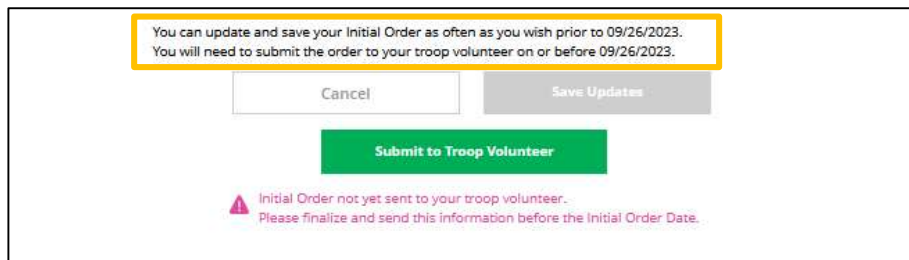 You can update and save your Initial Order as often as you wish prior to 09/26/2023.
You will need to submit the order to your troop volunteer on or before 09/26/2023.
Cancel
Save Updates
Submit to Troop Volunteer
Initial Order not yet sent to your troop volunteer.
Please finalize and send this information before the Initial Order Date.